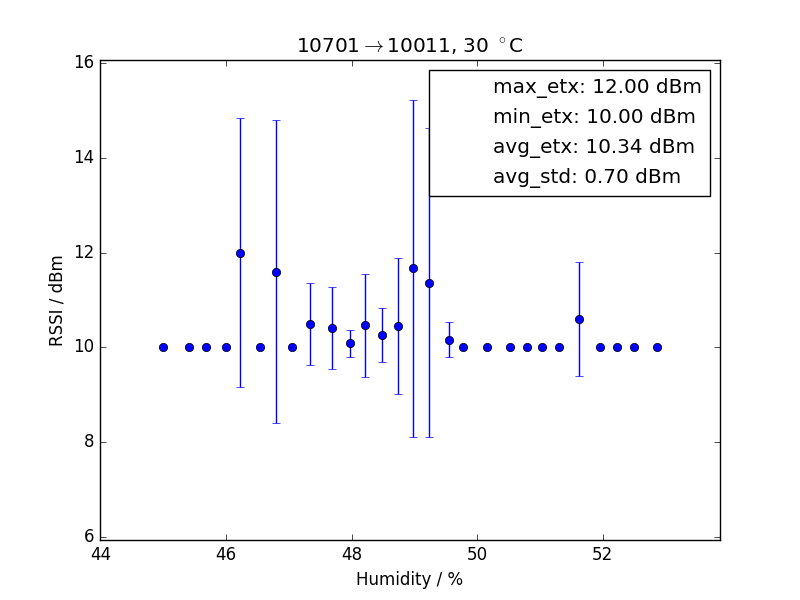 10701→10011, 30 °C
max_etx: 12.00 dBm
min_etx: 10.00 dBm
avg_etx: 10.34 dBm
avg_std: 0.70 dBm
16
14
12
10
8
6
RSSI / dBm
44 46 48 50 52
Humidity / %